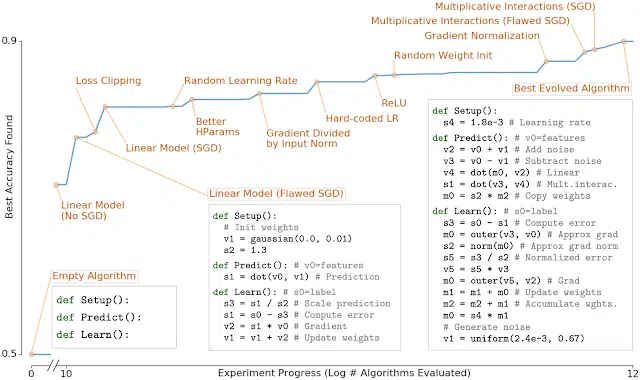 Multiplicative Interactions (SGD)
Multiplicative Interactions (Flawed SGD)
Gradient Normalization
Random Weight Init
0.9
Loss Clipping
Random Learning Rate
ReLU
Best Evolved Algorithm
Better
HParams
Hard-coded LR
Gradient Divided
by Input Norm
Linear Model (SGD)
Linear Model (Flawed SGD)
Linear Model
(No SGD)
Best Accuracy Found
Empty Algorithm
def Setup():
def Predict():
def Learn():
def Setup():
# Init weights
v1 = gaussian(0.0, 0.01)
s2 = 1.3
def Predict(): # v0=features
s1 = dot(v0, v1) # Prediction
def Learn(): # s0=label
s3 = s1 / s2 # Scale prediction
s1 = s0 - s3 # Compute error
v2 = s1 * v0 # Gradient
v1 = v1 + v2 # Update weights
def Setup():
s4 = 1.8e-3 # Learning rate
def Predict(): # v0=features
v2 = v0 + v1 # Add noise
v3 = v0 - v1 # Subtract noise
v4 = dot(m0, v2) # Linear
s1 = dot(v3, v4) # Mult.interac.
m0 = s2 * m2 # Copy weights
def Learn(): # s0=label
s3 = s0 - s1 # Compute error
m0 = outer(v3, v0) # Approx grad
s2 = norm(m0) # Approx grad norm
s5 = s3 / s2 # Normalized error
v5 = s5 * v3
m0 = outer(v5, v2) # Grad
m1 = m1 + m0 # Update weights
m2 = m2 + m1 # Accumulate wghts.
m0 = s4 * m1
# Generate noise
v1 = uniform(2.4e-3, 0.67)
0.5
0
10
Experiment Progress (Log # Algorithms Evaluated)
12